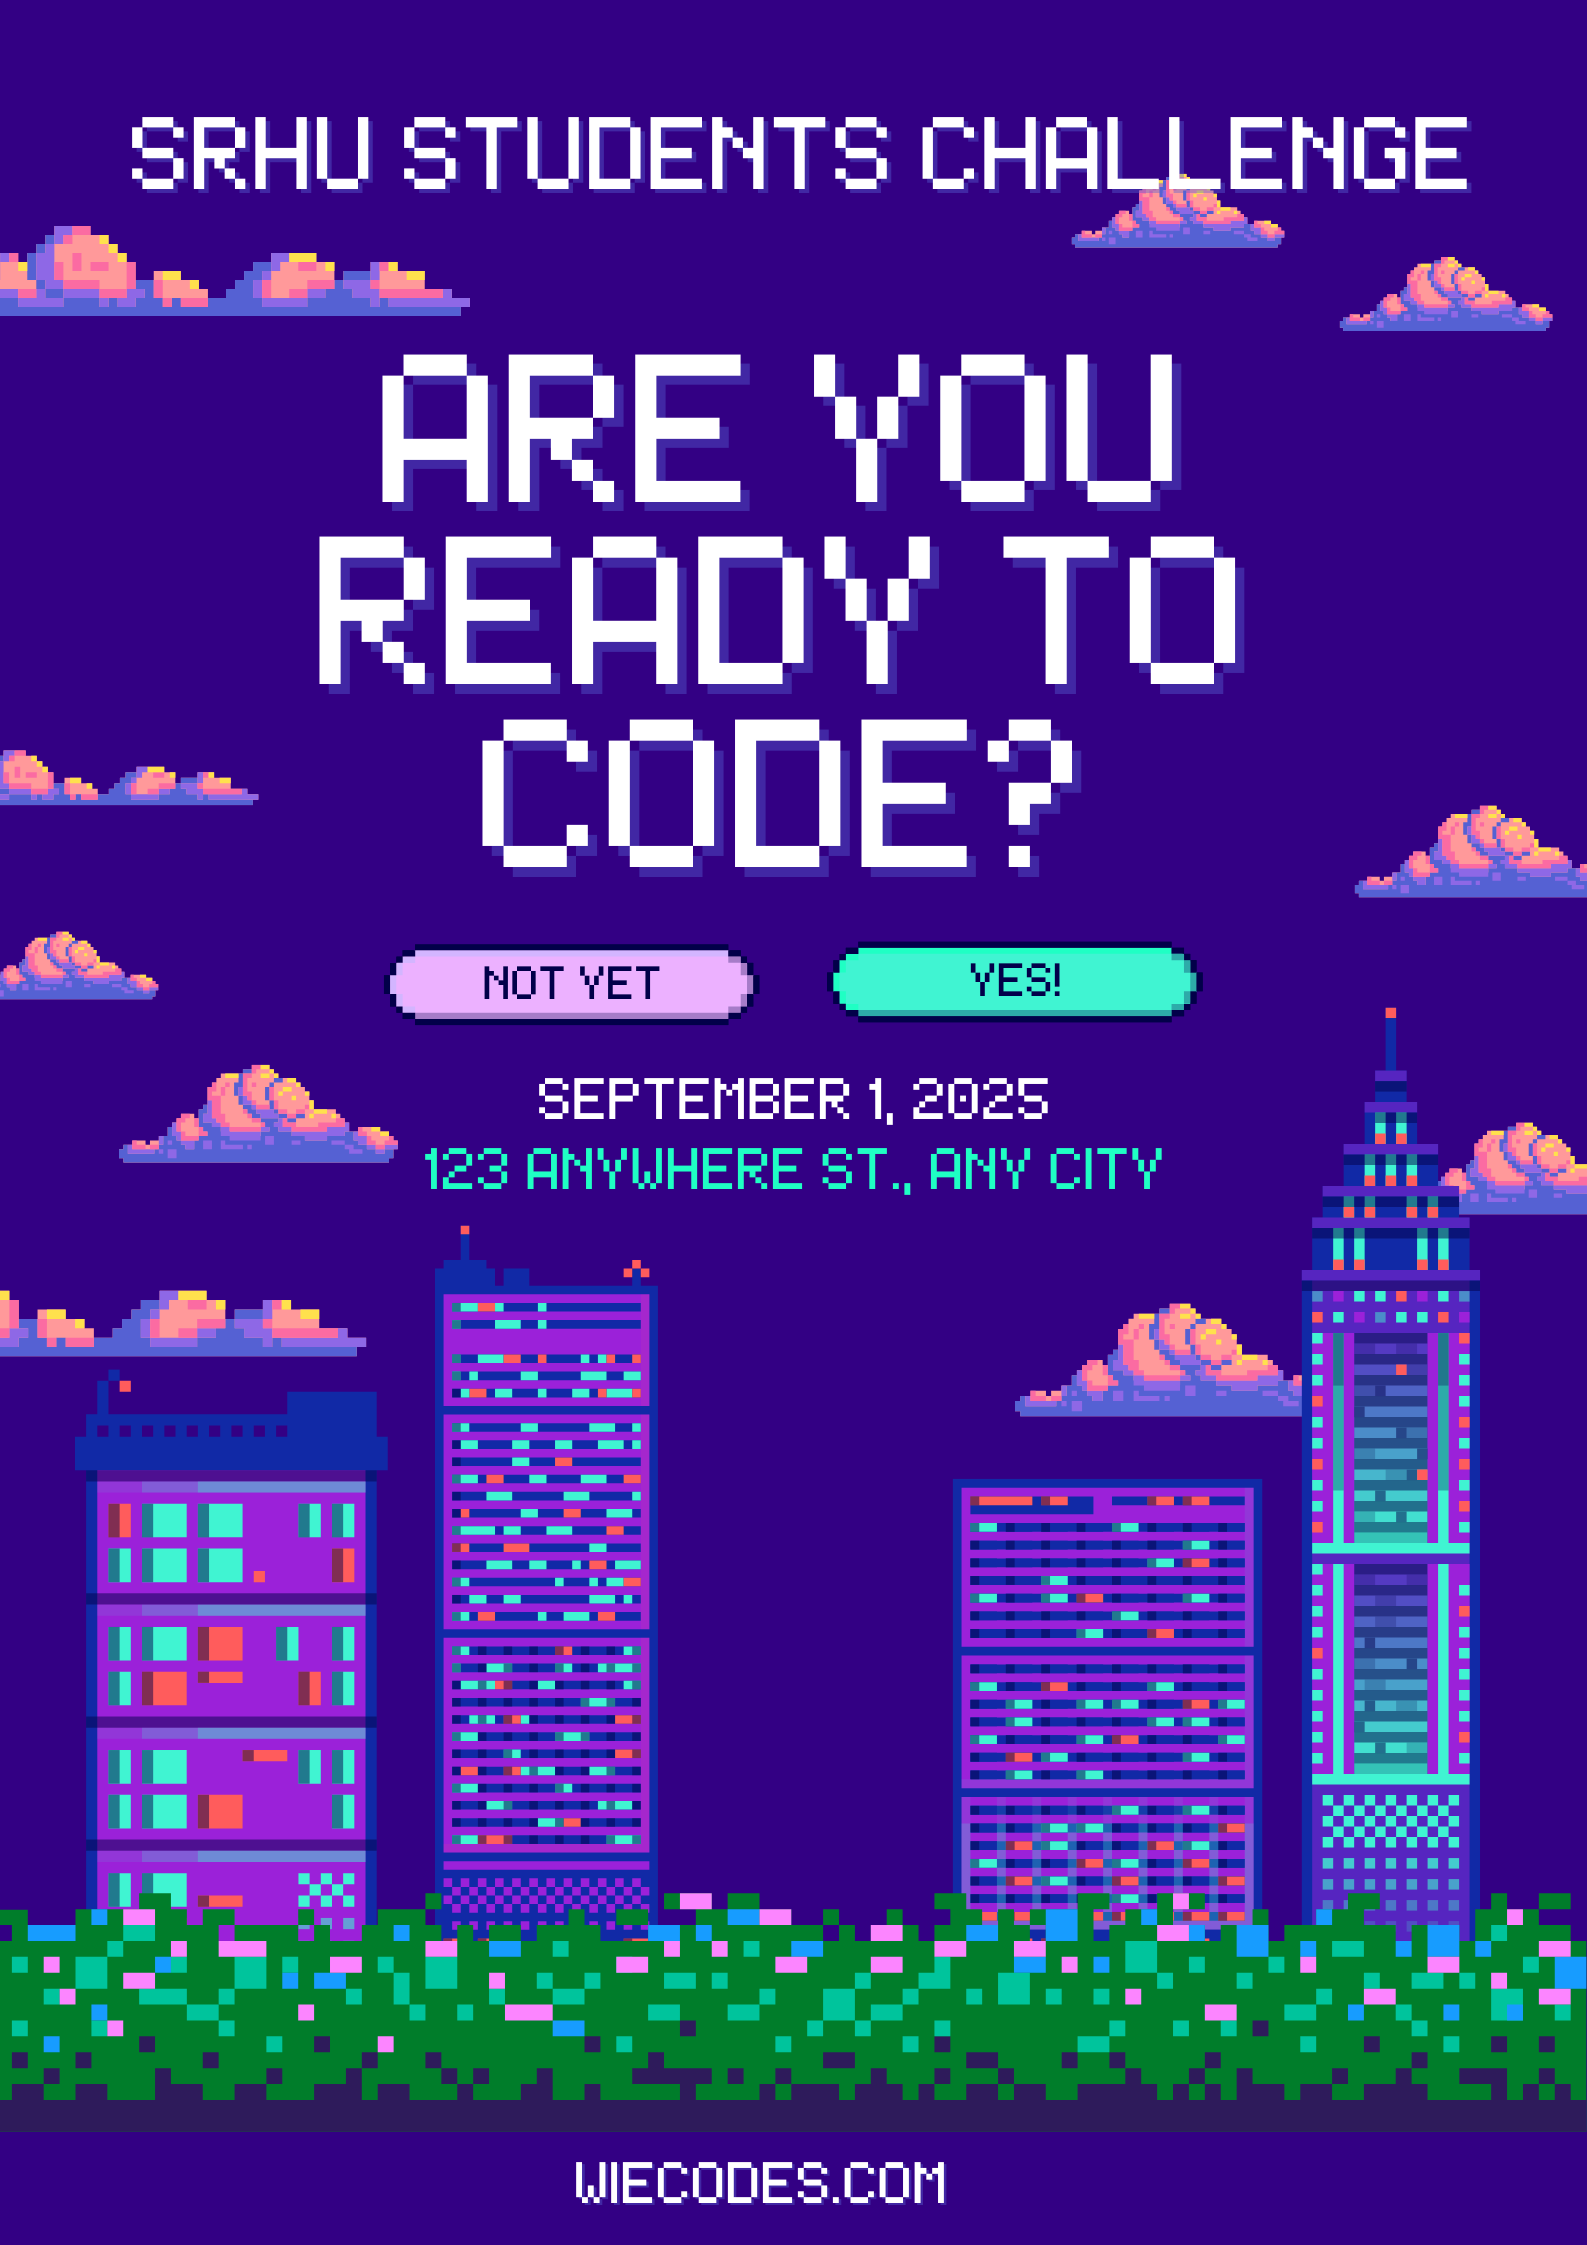 SRHU STUDENTS CHALLENGE
ARE YOU
READY TO
CODE?
NOT YET
YES!
SEPTEMBER 1, 2025
123 ANYWHERE ST., ANY CITY
WIECODES.COM